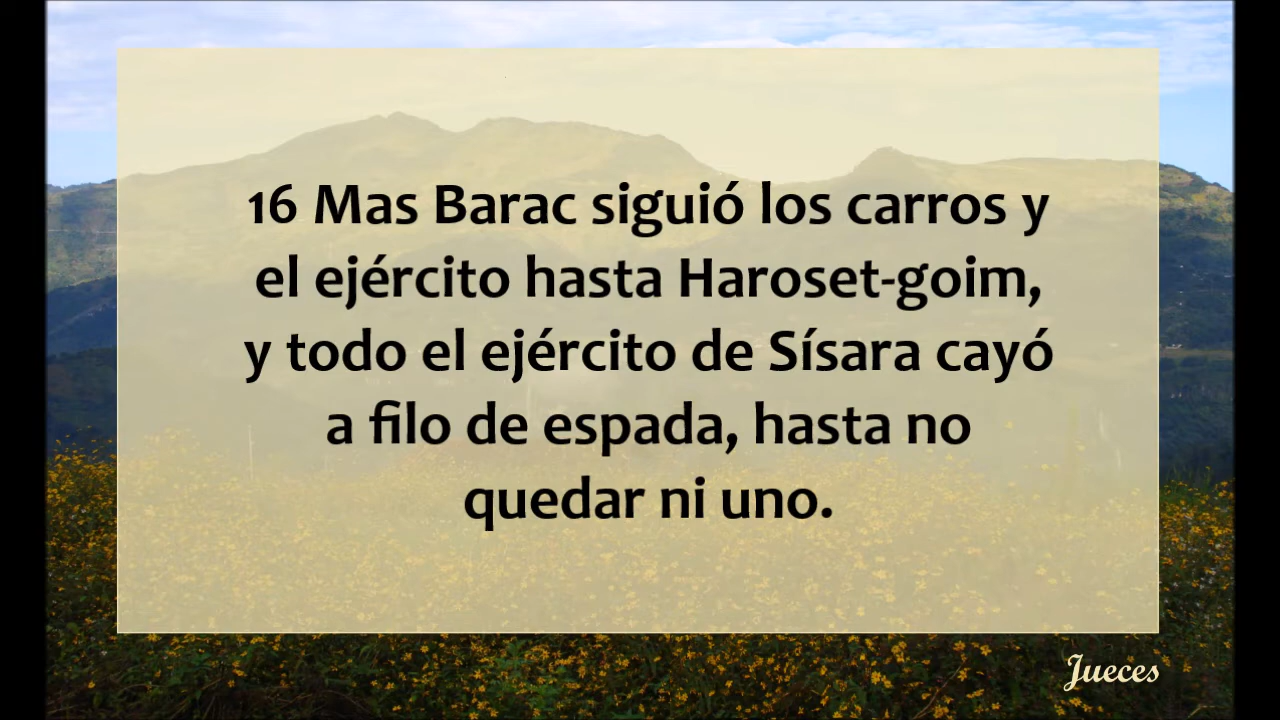 16 Mas Barac siguió los carros y
el ejército hasta Haroset-goim,
y todo el ejército de Sísara cayó
a filo de espada, hasta no
quedar ni uno.
Jueces